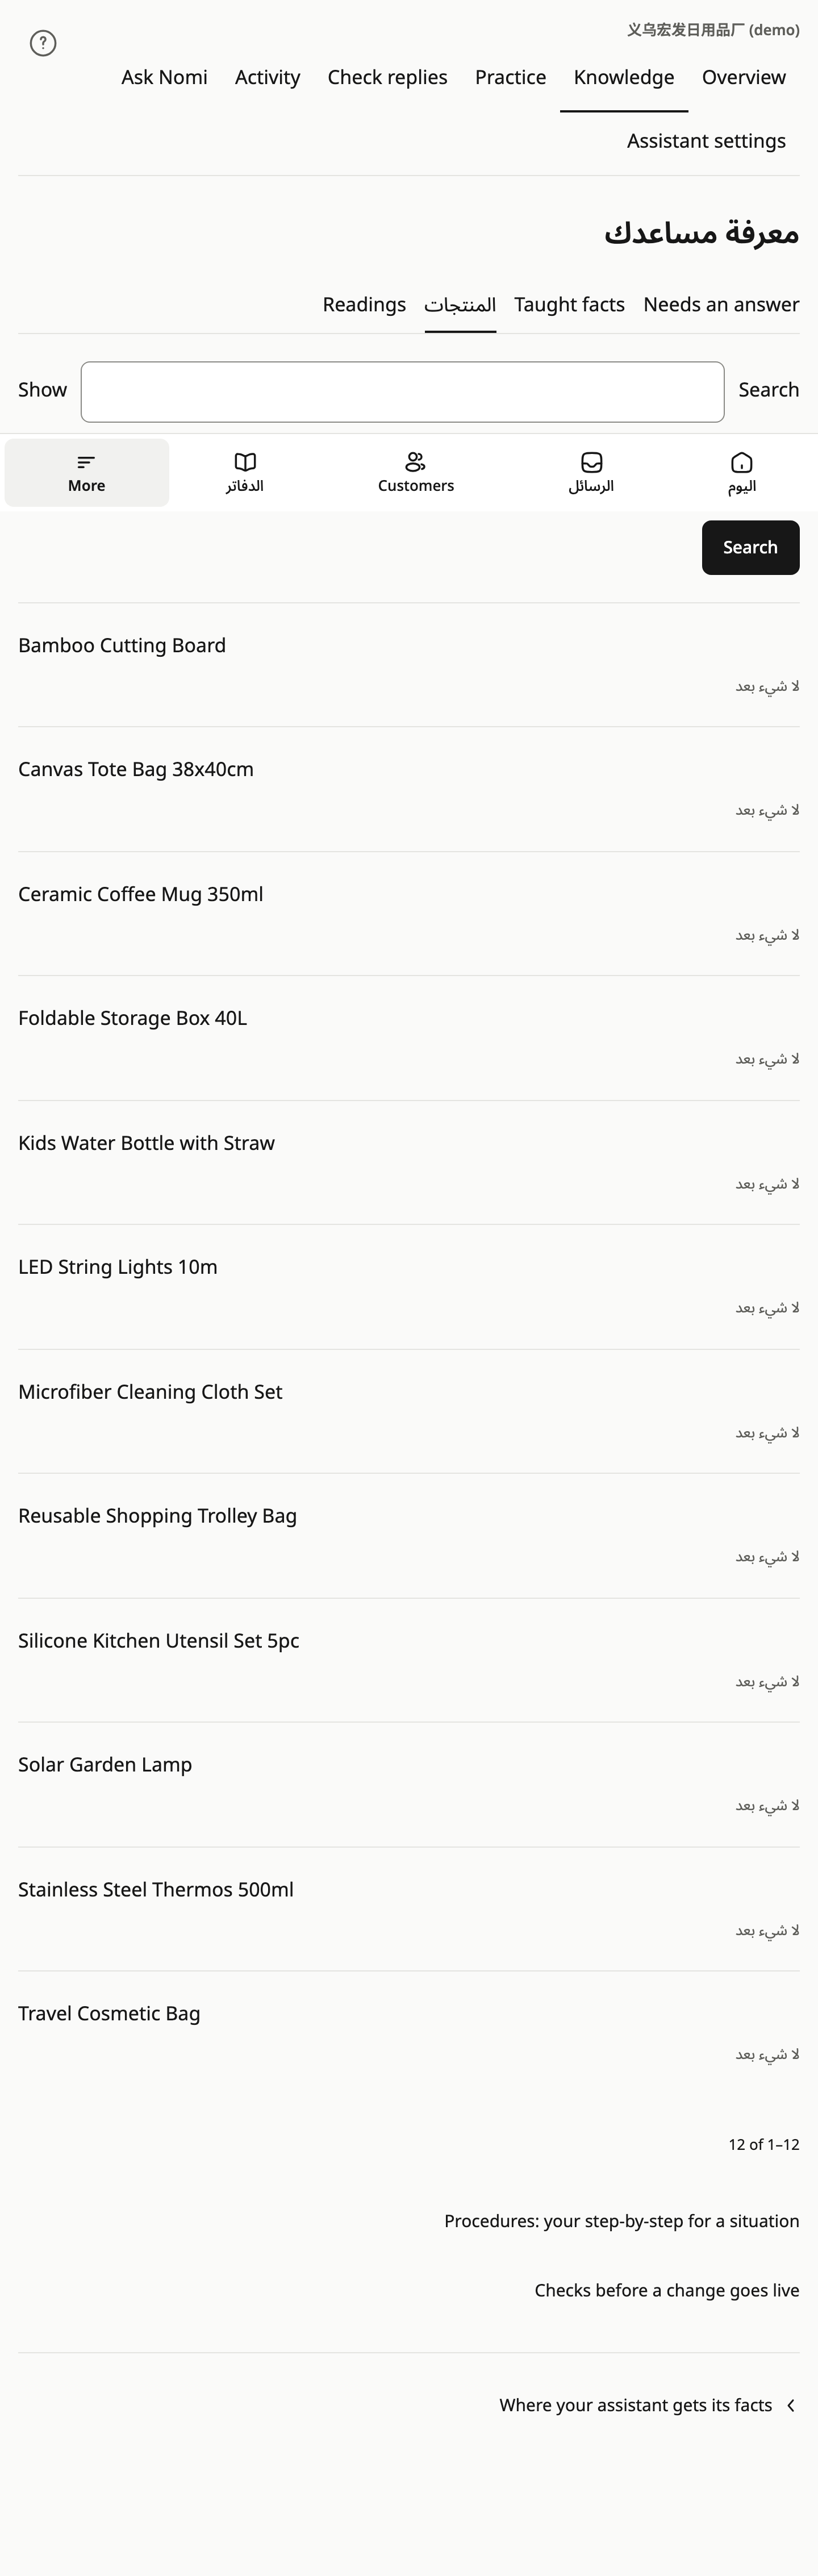 义乌宏发日用品厂 (demo)
Overview
Knowledge
Practice
Check replies
Activity
Ask Nomi
Assistant settings
معرفة مساعدك
Needs an answer
Taught facts
المنتجات
Readings
Search
Show
اليوم
الرسائل
Customers
الدفاتر
More
Search
Bamboo Cutting Board
لا شيء بعد
Canvas Tote Bag 38x40cm
لا شيء بعد
Ceramic Coffee Mug 350ml
لا شيء بعد
Foldable Storage Box 40L
لا شيء بعد
Kids Water Bottle with Straw
لا شيء بعد
LED String Lights 10m
لا شيء بعد
Microfiber Cleaning Cloth Set
لا شيء بعد
Reusable Shopping Trolley Bag
لا شيء بعد
Silicone Kitchen Utensil Set 5pc
لا شيء بعد
Solar Garden Lamp
لا شيء بعد
Stainless Steel Thermos 500ml
لا شيء بعد
Travel Cosmetic Bag
لا شيء بعد
12 of 1–12
Procedures: your step-by-step for a situation
Checks before a change goes live
Where your assistant gets its facts